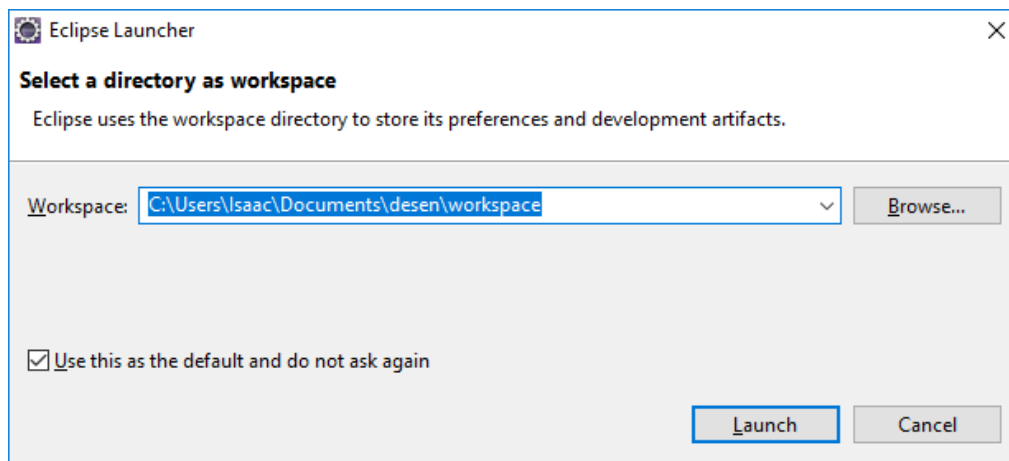 Eclipse Launcher
Select a directory as workspace
Eclipse uses the workspace directory to store its preferences and development artifacts.
Workspace: C:\Users\Isaac\Documents\desen\workspace Browse...
Use this as the default and do not ask again
Launch Cancel